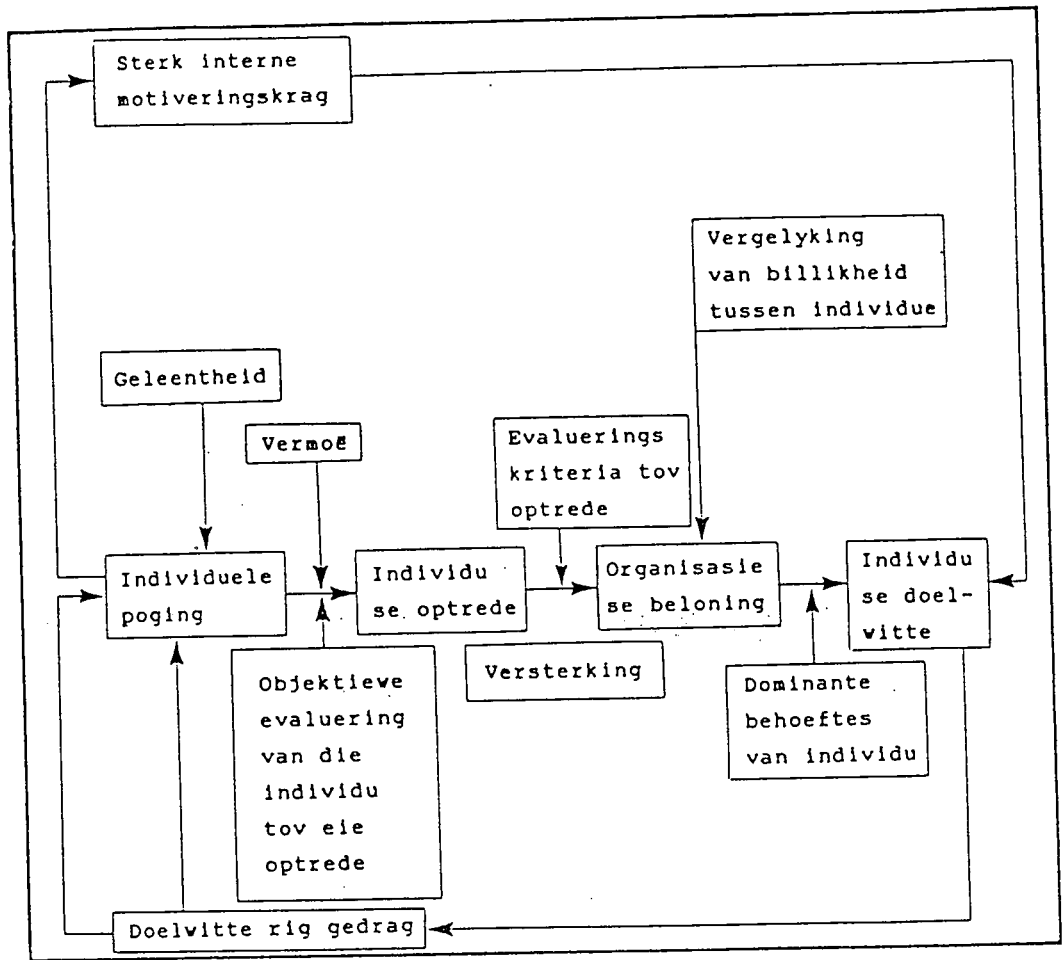 Sterk interne
motiveringskrag
Vergelyking
van billikheid
tussen individue
Geleentheid
Vermoë
Evaluerings
kriteria tov
optrede
Individuele
poging
Individu
se optrede
Organisasie
se beloning
Individu
se doel-
witte
Versterking
Objektiewe
evaluering
van die
individu
tov eie
optrede
Dominante
behoeftes
van individu
Doelwitte rig gedrag